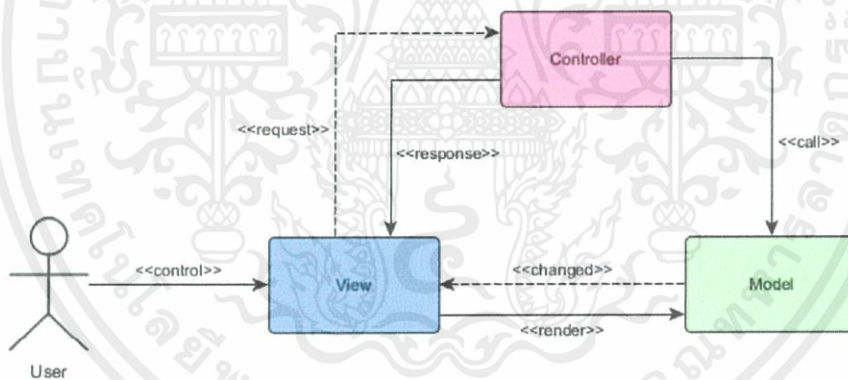 Controller
<<request>>
<<response>>
<<call>>
<<control>>
View
<<changed>>
Model
<<render>>
User